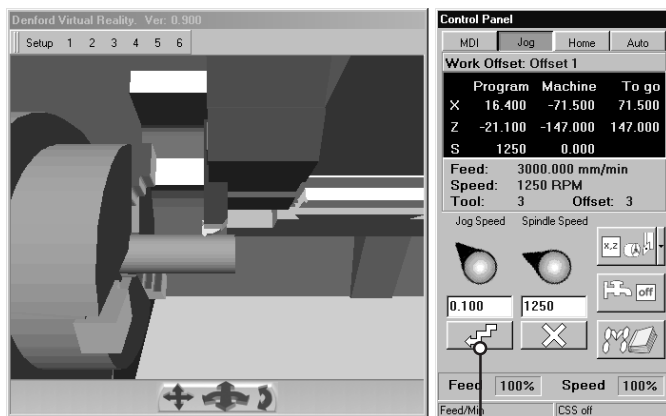 Denford Virtual Reality. Ver: 0.900
Setup 1 2 3 4 5 6
Control Panel
MDI Jog Home Auto
Work Offset: Offset 1
Program Machine To go
X 16.400 -71.500 71.500
Z -21.100 -147.000 147.000
S 1250 0.000
Feed: 3000.000 mm/min
Speed: 1250 RPM
Tool: 3 Offset: 3
Jog Speed Spindle Speed
x,z
off
0.100 1250
Feed 100% Speed 100%
Feed/Min CSS off